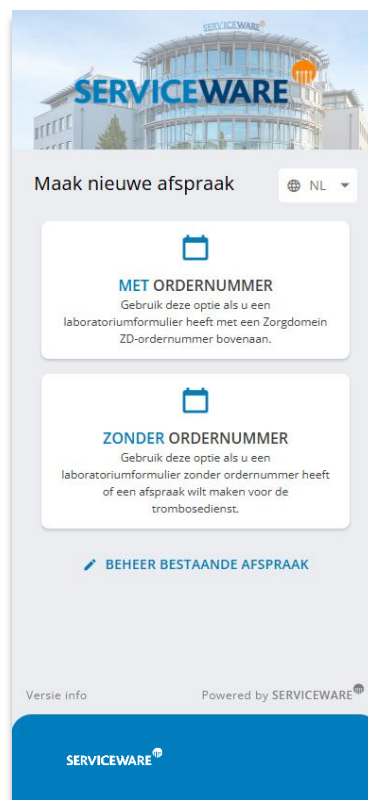 SERVICEWARE
SERVICEWARE
Maak nieuwe afspraak
NL
MET ORDERNUMMER
Gebruik deze optie als u een
laboratoriumformulier heeft met een Zorgdomein
ZD-ordernummer bovenaan.
ZONDER ORDERNUMMER
Gebruik deze optie als u een
laboratoriumformulier zonder ordernummer heeft
of een afspraak wilt maken voor de
trombosedienst.
BEHEER BESTAANDE AFSPRAAK
Versie info
Powered by SERVICEWARE
SERVICEWARE